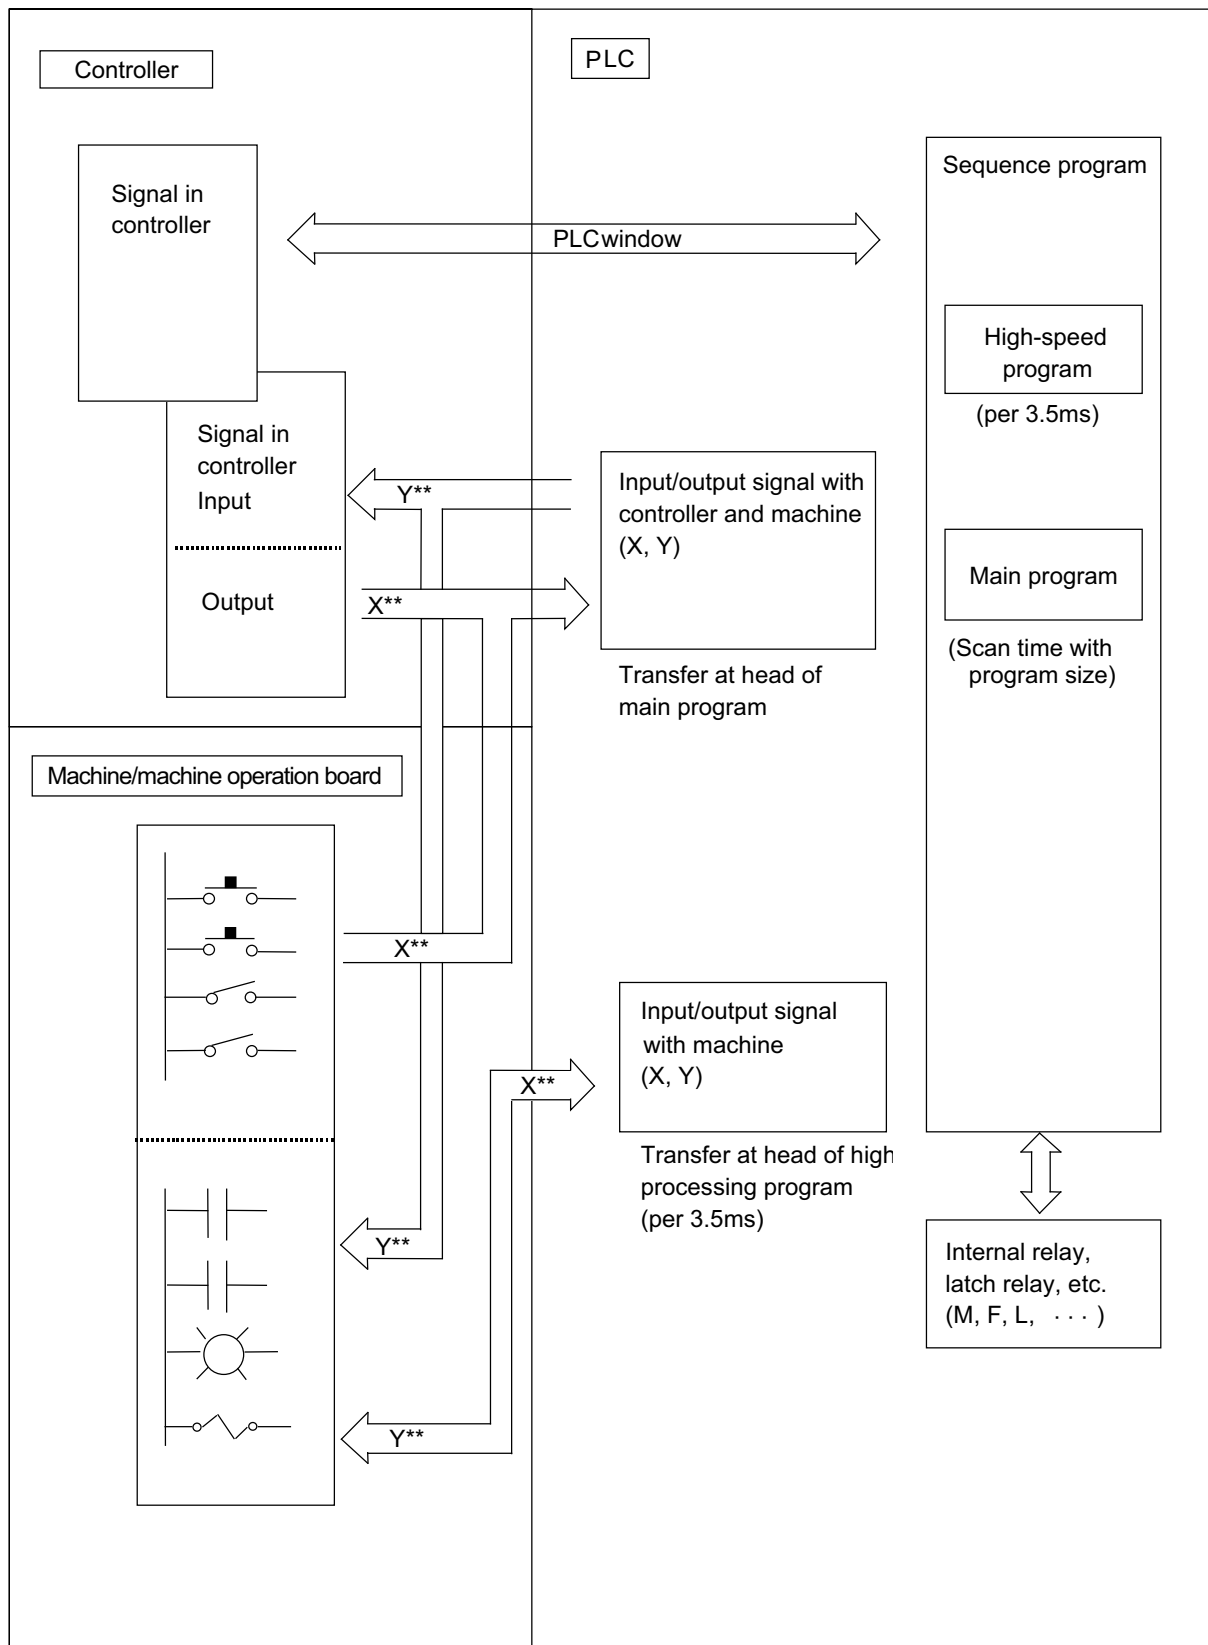 Controller
PLC
Signal in
controller
PLC window
Sequence program
High-speed
program
(per 3.5ms)
Signal in
controller
Input
Y**
Input/output signal with
controller and machine
(X, Y)
Main program
Output
X**
(Scan time with
program size)
Transfer at head of
main program
Machine/machine operation board
X**
Input/output signal
with machine
(X, Y)
X**
Transfer at head of high
processing program
(per 3.5ms)
Y**
Internal relay,
latch relay, etc.
(M, F, L, ···)
Y**